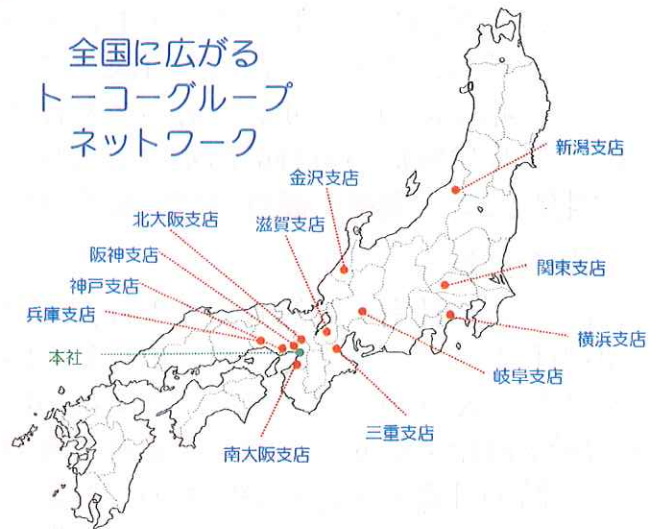 全国に広がる
トーコーグループ
ネットワーク
新潟支店
金沢支店
北大阪支店
滋賀支店
阪神支店
関東支店
神戸支店
兵庫支店
横浜支店
本社
岐阜支店
三重支店
南大阪支店